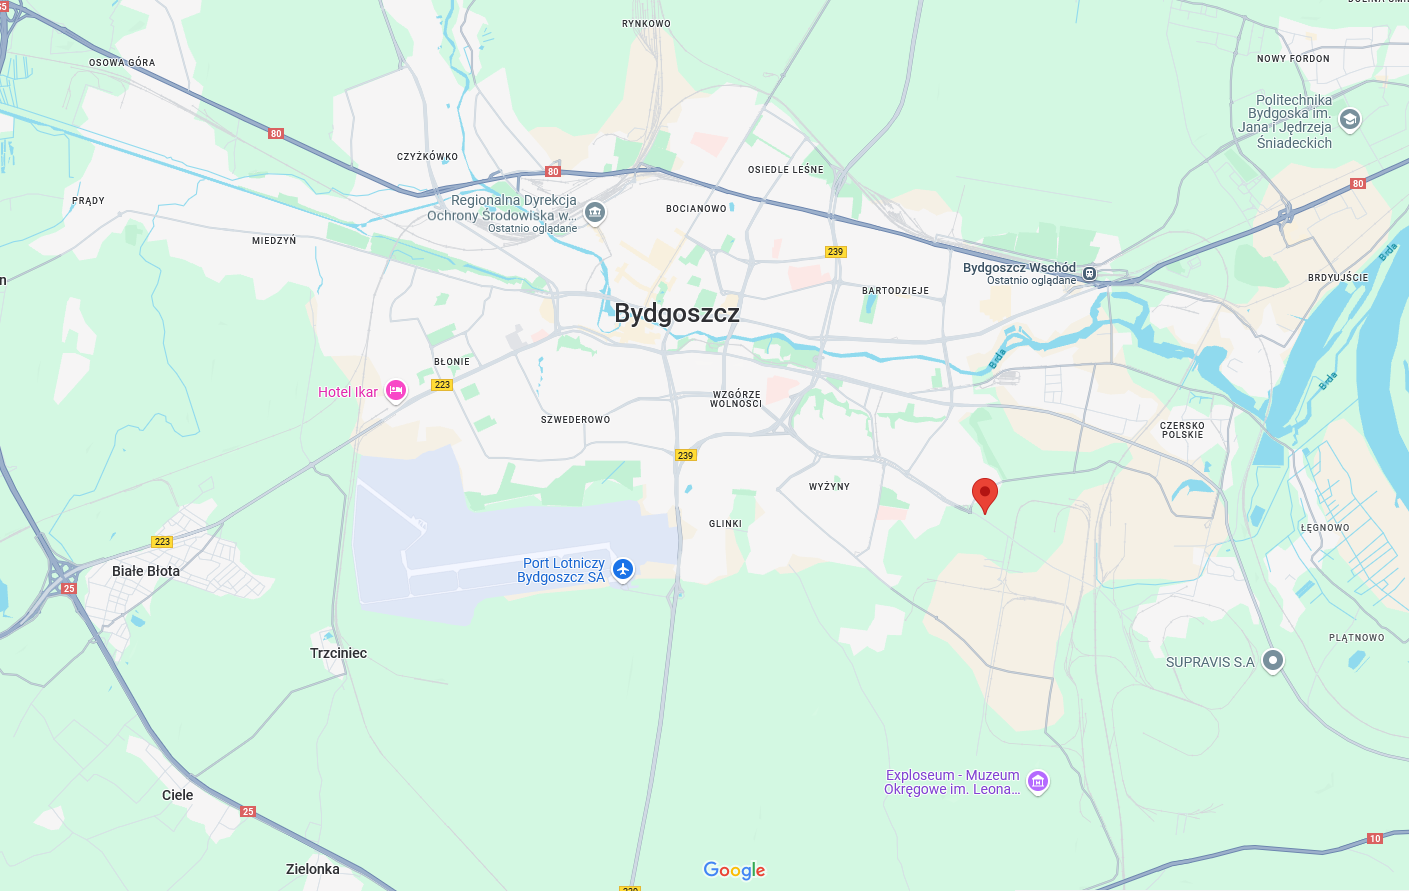 S5
RYNKOWO
OSOWA GÓRA
NOWY FORDON
Politechnika
Bydgoska im.
Jana i Jędrzeja
Śniadeckich
80
CZYŻKÓWKO
80
OSIEDLE LEŚNE
80
PRĄDY
Regionalna Dyrekcja
Ochrony Środowiska w...
Ostatnio oglądane
BOCIANOWO
MIEDZYŃ
239
Brda
Bydgoszcz Wschód
Ostatnio oglądane
BRDYUJŚCIE
n
BARTODZIEJE
Bydgoszcz
BŁONIE
Brda
Brda
223
Hotel Ikar
WZGÓRZE
WOLNOŚCI
SZWEDEROWO
CZERSKO
POLSKIE
239
WYŻYNY
GLINKI
ŁĘGNOWO
223
Białe Błota
Port Lotniczy
Bydgoszcz SA
25
PLĄTNOWO
Trzciniec
SUPRAVIS S.A
Exploseum - Muzeum
Okręgowe im. Leona...
Ciele
25
10
Zielonka
Google
239